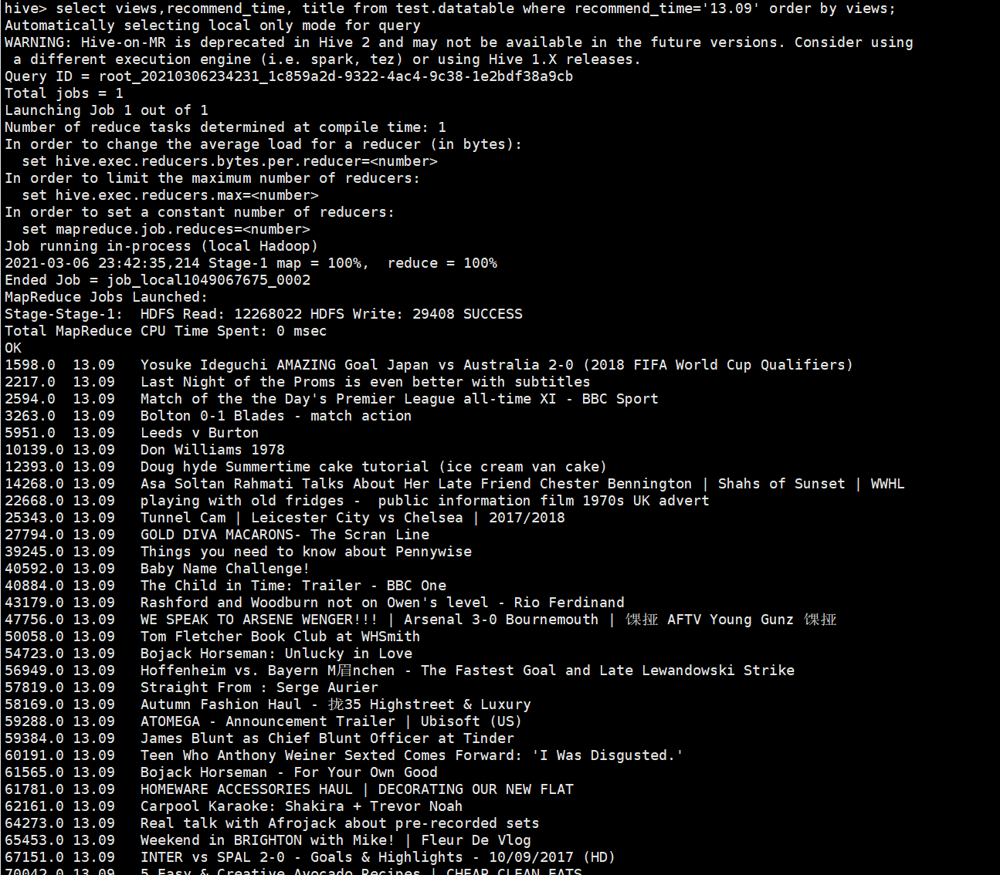 hive> select views,recommend_time, title from test.datatable where recommend_time='13.09' order by views;
Automatically selecting local only mode for query
WARNING: Hive-on-MR is deprecated in Hive 2 and may not be available in the future versions. Consider using
 a different execution engine (i.e. spark, tez) or using Hive 1.X releases.
Query ID = root_20210306234231_1c859a2d-9322-4ac4-9c38-1e2bdf38a9cb
Total jobs = 1
Launching Job 1 out of 1
Number of reduce tasks determined at compile time: 1
In order to change the average load for a reducer (in bytes):
  set hive.exec.reducers.bytes.per.reducer=<number>
In order to limit the maximum number of reducers:
  set hive.exec.reducers.max=<number>
In order to set a constant number of reducers:
  set mapreduce.job.reduces=<number>
Job running in-process (local Hadoop)
2021-03-06 23:42:35,214 Stage-1 map = 100%,  reduce = 100%
Ended Job = job_local1049067675_0002
MapReduce Jobs Launched:
Stage-Stage-1:  HDFS Read: 12268022 HDFS Write: 29408 SUCCESS
Total MapReduce CPU Time Spent: 0 msec
OK
1598.0  13.09   Yosuke Ideguchi AMAZING Goal Japan vs Australia 2-0 (2018 FIFA World Cup Qualifiers)
2217.0  13.09   Last Night of the Proms is even better with subtitles
2594.0  13.09   Match of the the Day's Premier League all-time XI - BBC Sport
3263.0  13.09   Bolton 0-1 Blades - match action
5951.0  13.09   Leeds v Burton
10139.0 13.09   Don Williams 1978
12393.0 13.09   Doug hyde Summertime cake tutorial (ice cream van cake)
14268.0 13.09   Asa Soltan Rahmati Talks About Her Late Friend Chester Bennington | Shahs of Sunset | WWHL
22668.0 13.09   playing with old fridges -  public information film 1970s UK advert
25343.0 13.09   Tunnel Cam | Leicester City vs Chelsea | 2017/2018
27794.0 13.09   GOLD DIVA MACARONS- The Scran Line
39245.0 13.09   Things you need to know about Pennywise
40592.0 13.09   Baby Name Challenge!
40884.0 13.09   The Child in Time: Trailer - BBC One
43179.0 13.09   Rashford and Woodburn not on Owen's level - Rio Ferdinand
47756.0 13.09   WE SPEAK TO ARSENE WENGER!!! | Arsenal 3-0 Bournemouth | 馃挜 AFTV Young Gunz 馃挜
50058.0 13.09   Tom Fletcher Book Club at WHSmith
54723.0 13.09   Bojack Horseman: Unlucky in Love
56949.0 13.09   Hoffenheim vs. Bayern M眉nchen - The Fastest Goal and Late Lewandowski Strike
57819.0 13.09   Straight From : Serge Aurier
58169.0 13.09   Autumn Fashion Haul - 拢35 Highstreet & Luxury
59288.0 13.09   ATOMEGA - Announcement Trailer | Ubisoft (US)
59384.0 13.09   James Blunt as Chief Blunt Officer at Tinder
60191.0 13.09   Teen Who Anthony Weiner Sexted Comes Forward: 'I Was Disgusted.'
61565.0 13.09   Bojack Horseman - For Your Own Good
61781.0 13.09   HOMEWARE ACCESSORIES HAUL | DECORATING OUR NEW FLAT
62161.0 13.09   Carpool Karaoke: Shakira + Trevor Noah
64273.0 13.09   Real talk with Afrojack about pre-recorded sets
65453.0 13.09   Weekend in BRIGHTON with Mike! | Fleur De Vlog
67151.0 13.09   INTER vs SPAL 2-0 - Goals & Highlights - 10/09/2017 (HD)
70042.0 13.09   5 Easy & Creative Avocado Recipes | CHEAP CLEAN EATS